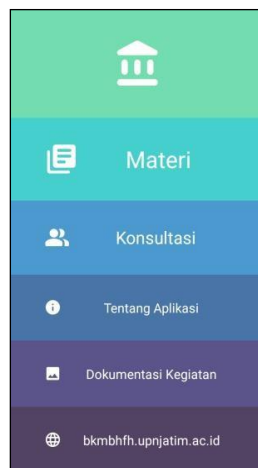 Materi
Konsultasi
Tentang Aplikasi
Dokumentasi Kegiatan
bkmbhfh.upnjatim.ac.id